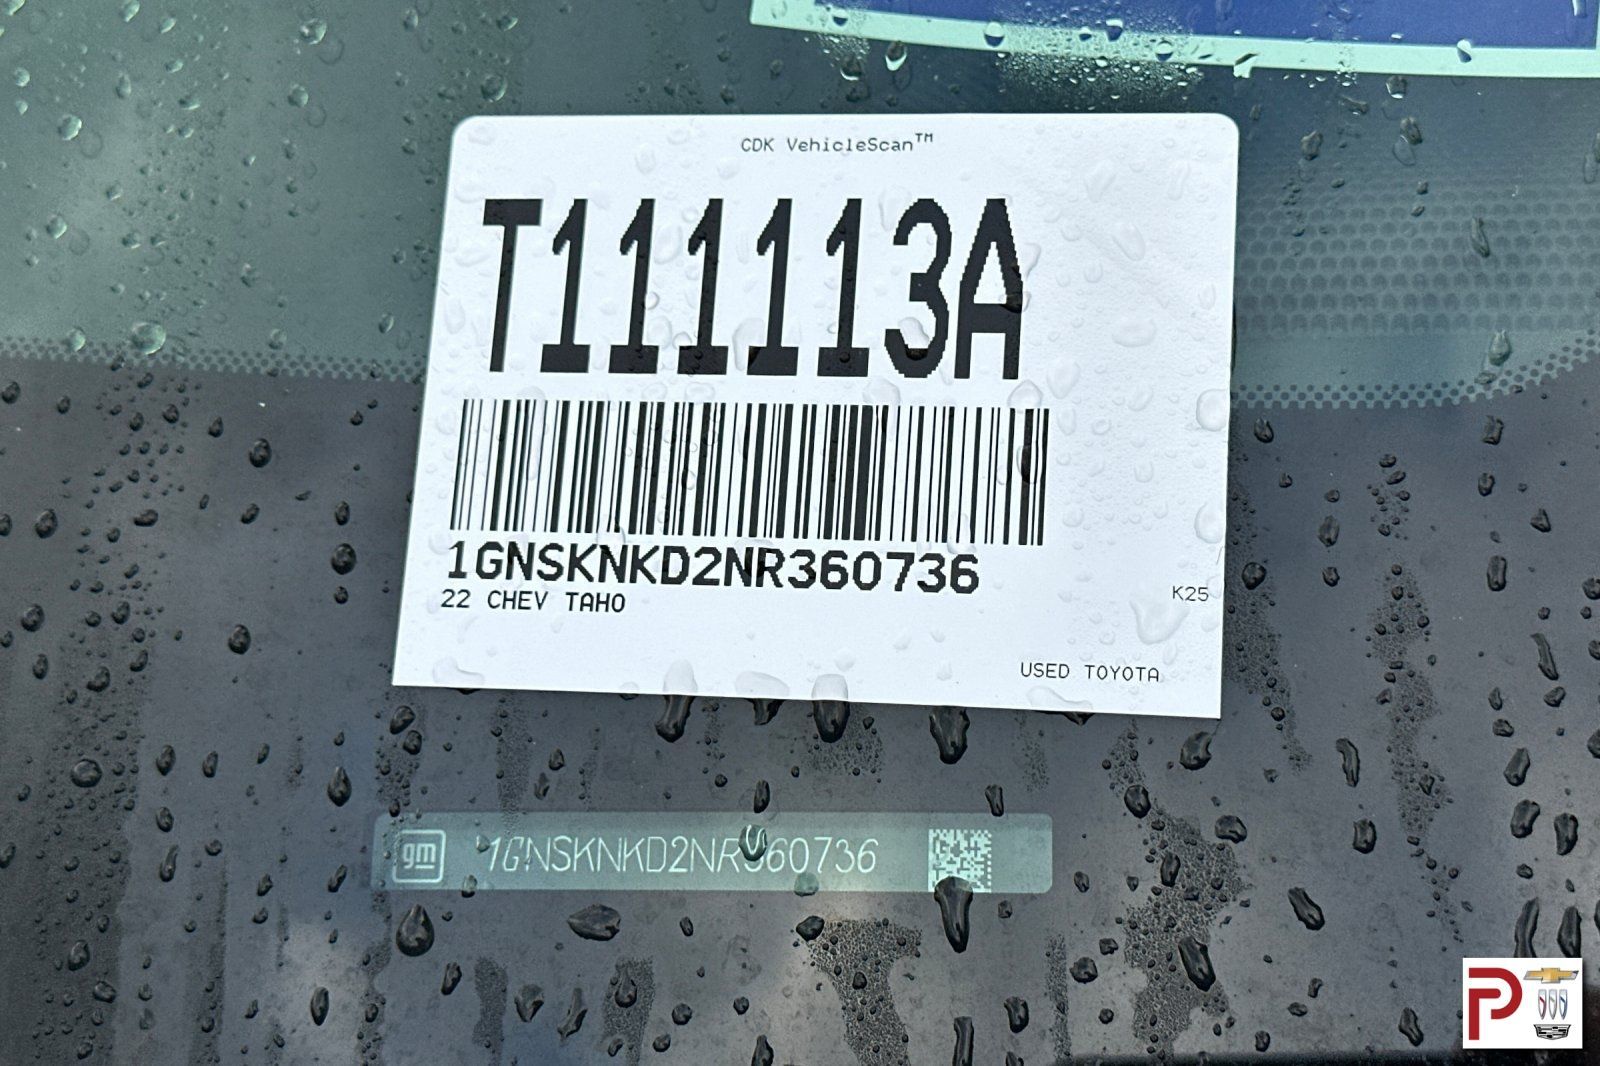 CDK VehicleScan™
T111113A
1GNSKNKD2NR360736
22 CHEV TAHO
K25
USED TOYOTA
gm 1GNSKNKD2NR360736
P